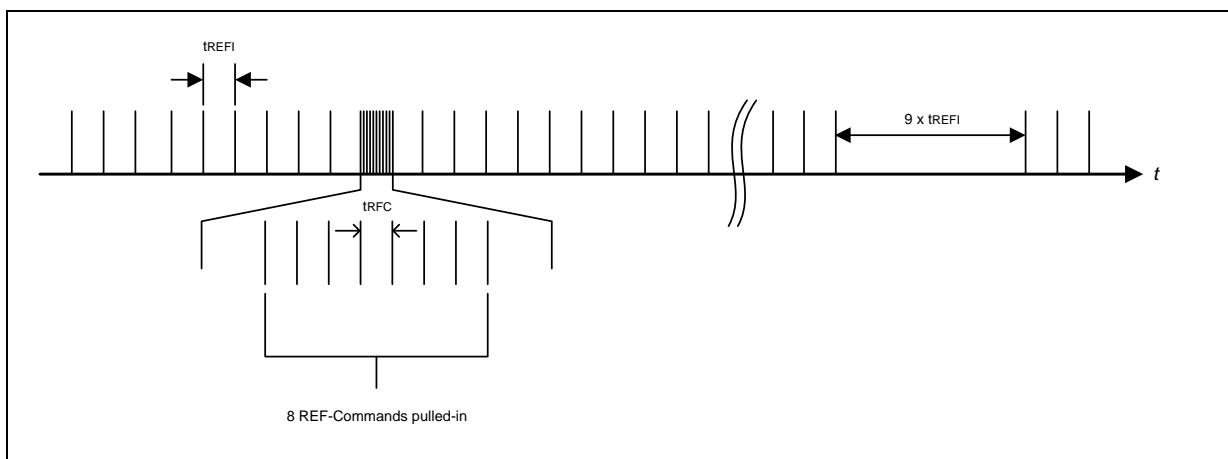 tREFI
9 x tREFI
t
tRFC
8 REF-Commands pulled-in